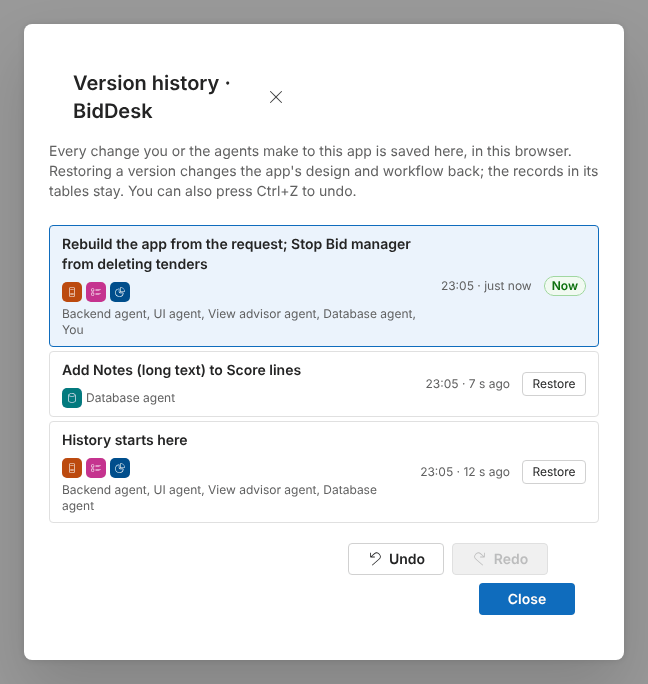 Version history ·
BidDesk
Every change you or the agents make to this app is saved here, in this browser.
Restoring a version changes the app's design and workflow back; the records in its
tables stay. You can also press Ctrl+Z to undo.
Rebuild the app from the request; Stop Bid manager
from deleting tenders
Backend agent, UI agent, View advisor agent, Database agent,
You
23:05 · just now
Now
Add Notes (long text) to Score lines
Database agent
23:05 · 7 s ago
Restore
History starts here
Backend agent, UI agent, View advisor agent, Database
agent
23:05 · 12 s ago
Restore
Undo
Redo
Close